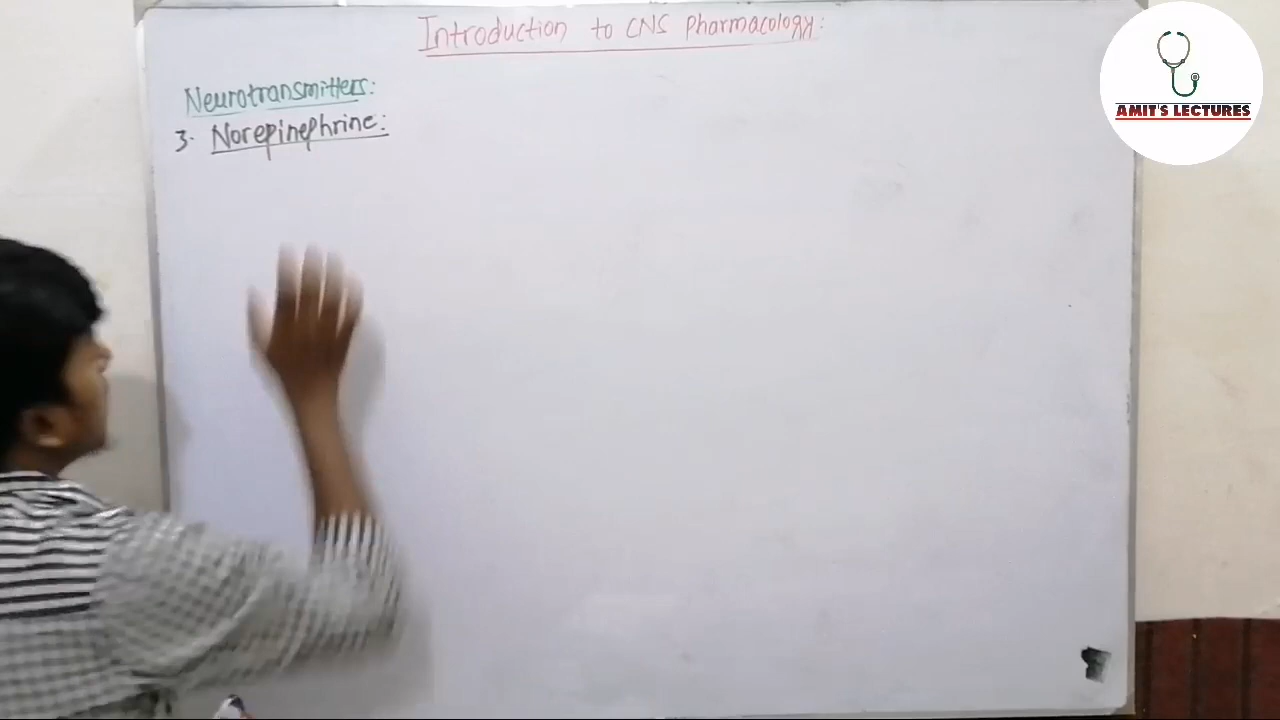 Introduction to CNS Pharmacology:
Neurotransmitters:
3. Norepinephrine:
AMIT'S LECTURES